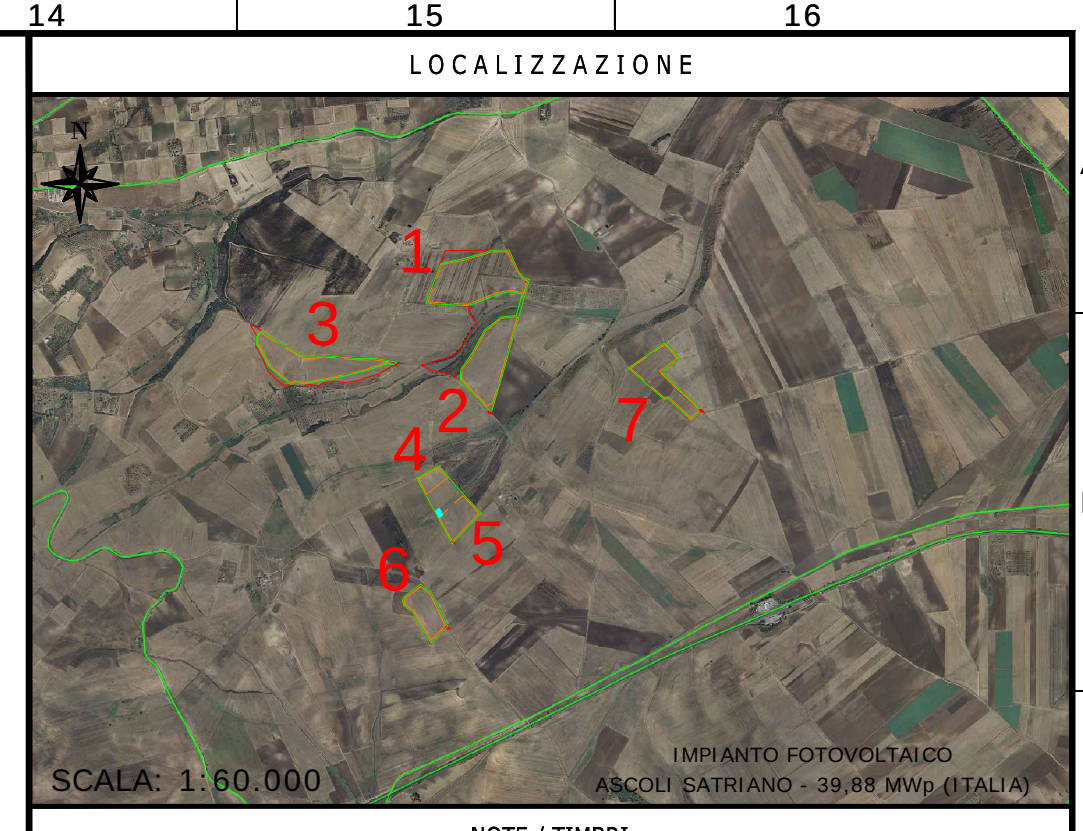 14 15 16
LOCALIZZAZIONE
N
1
3
2
7
4
5
6
IMPIANTO FOTOVOLTAICO
SCALA: 1:60.000
ASCOLI SATRIANO - 39,88 MWp (ITALIA)
NOTE / TIMBRI